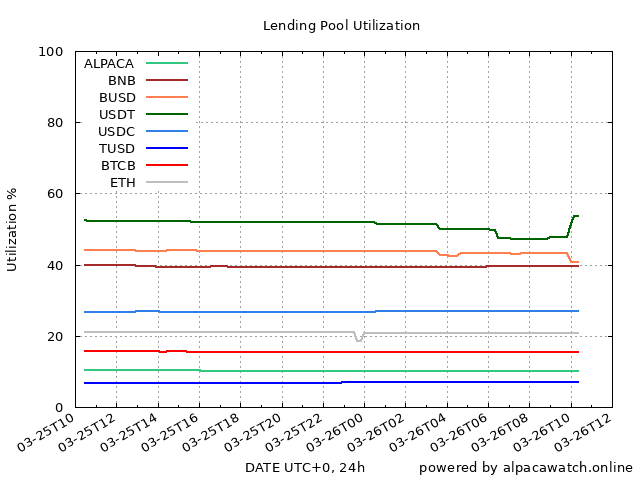 Lending Pool Utilization
100
80
60
40
20
0
Utilization %
ALPACA
BNB
BUSD
USDT
USDC
TUSD
BTCB
ETH
03-25T10
03-25T12
03-25T14
03-25T16
03-25T18
03-25T20
03-25T22
03-26T00
03-26T02
03-26T04
03-26T06
03-26T08
03-26T10
03-26T12
DATE UTC+0, 24h
powered by alpacawatch.online